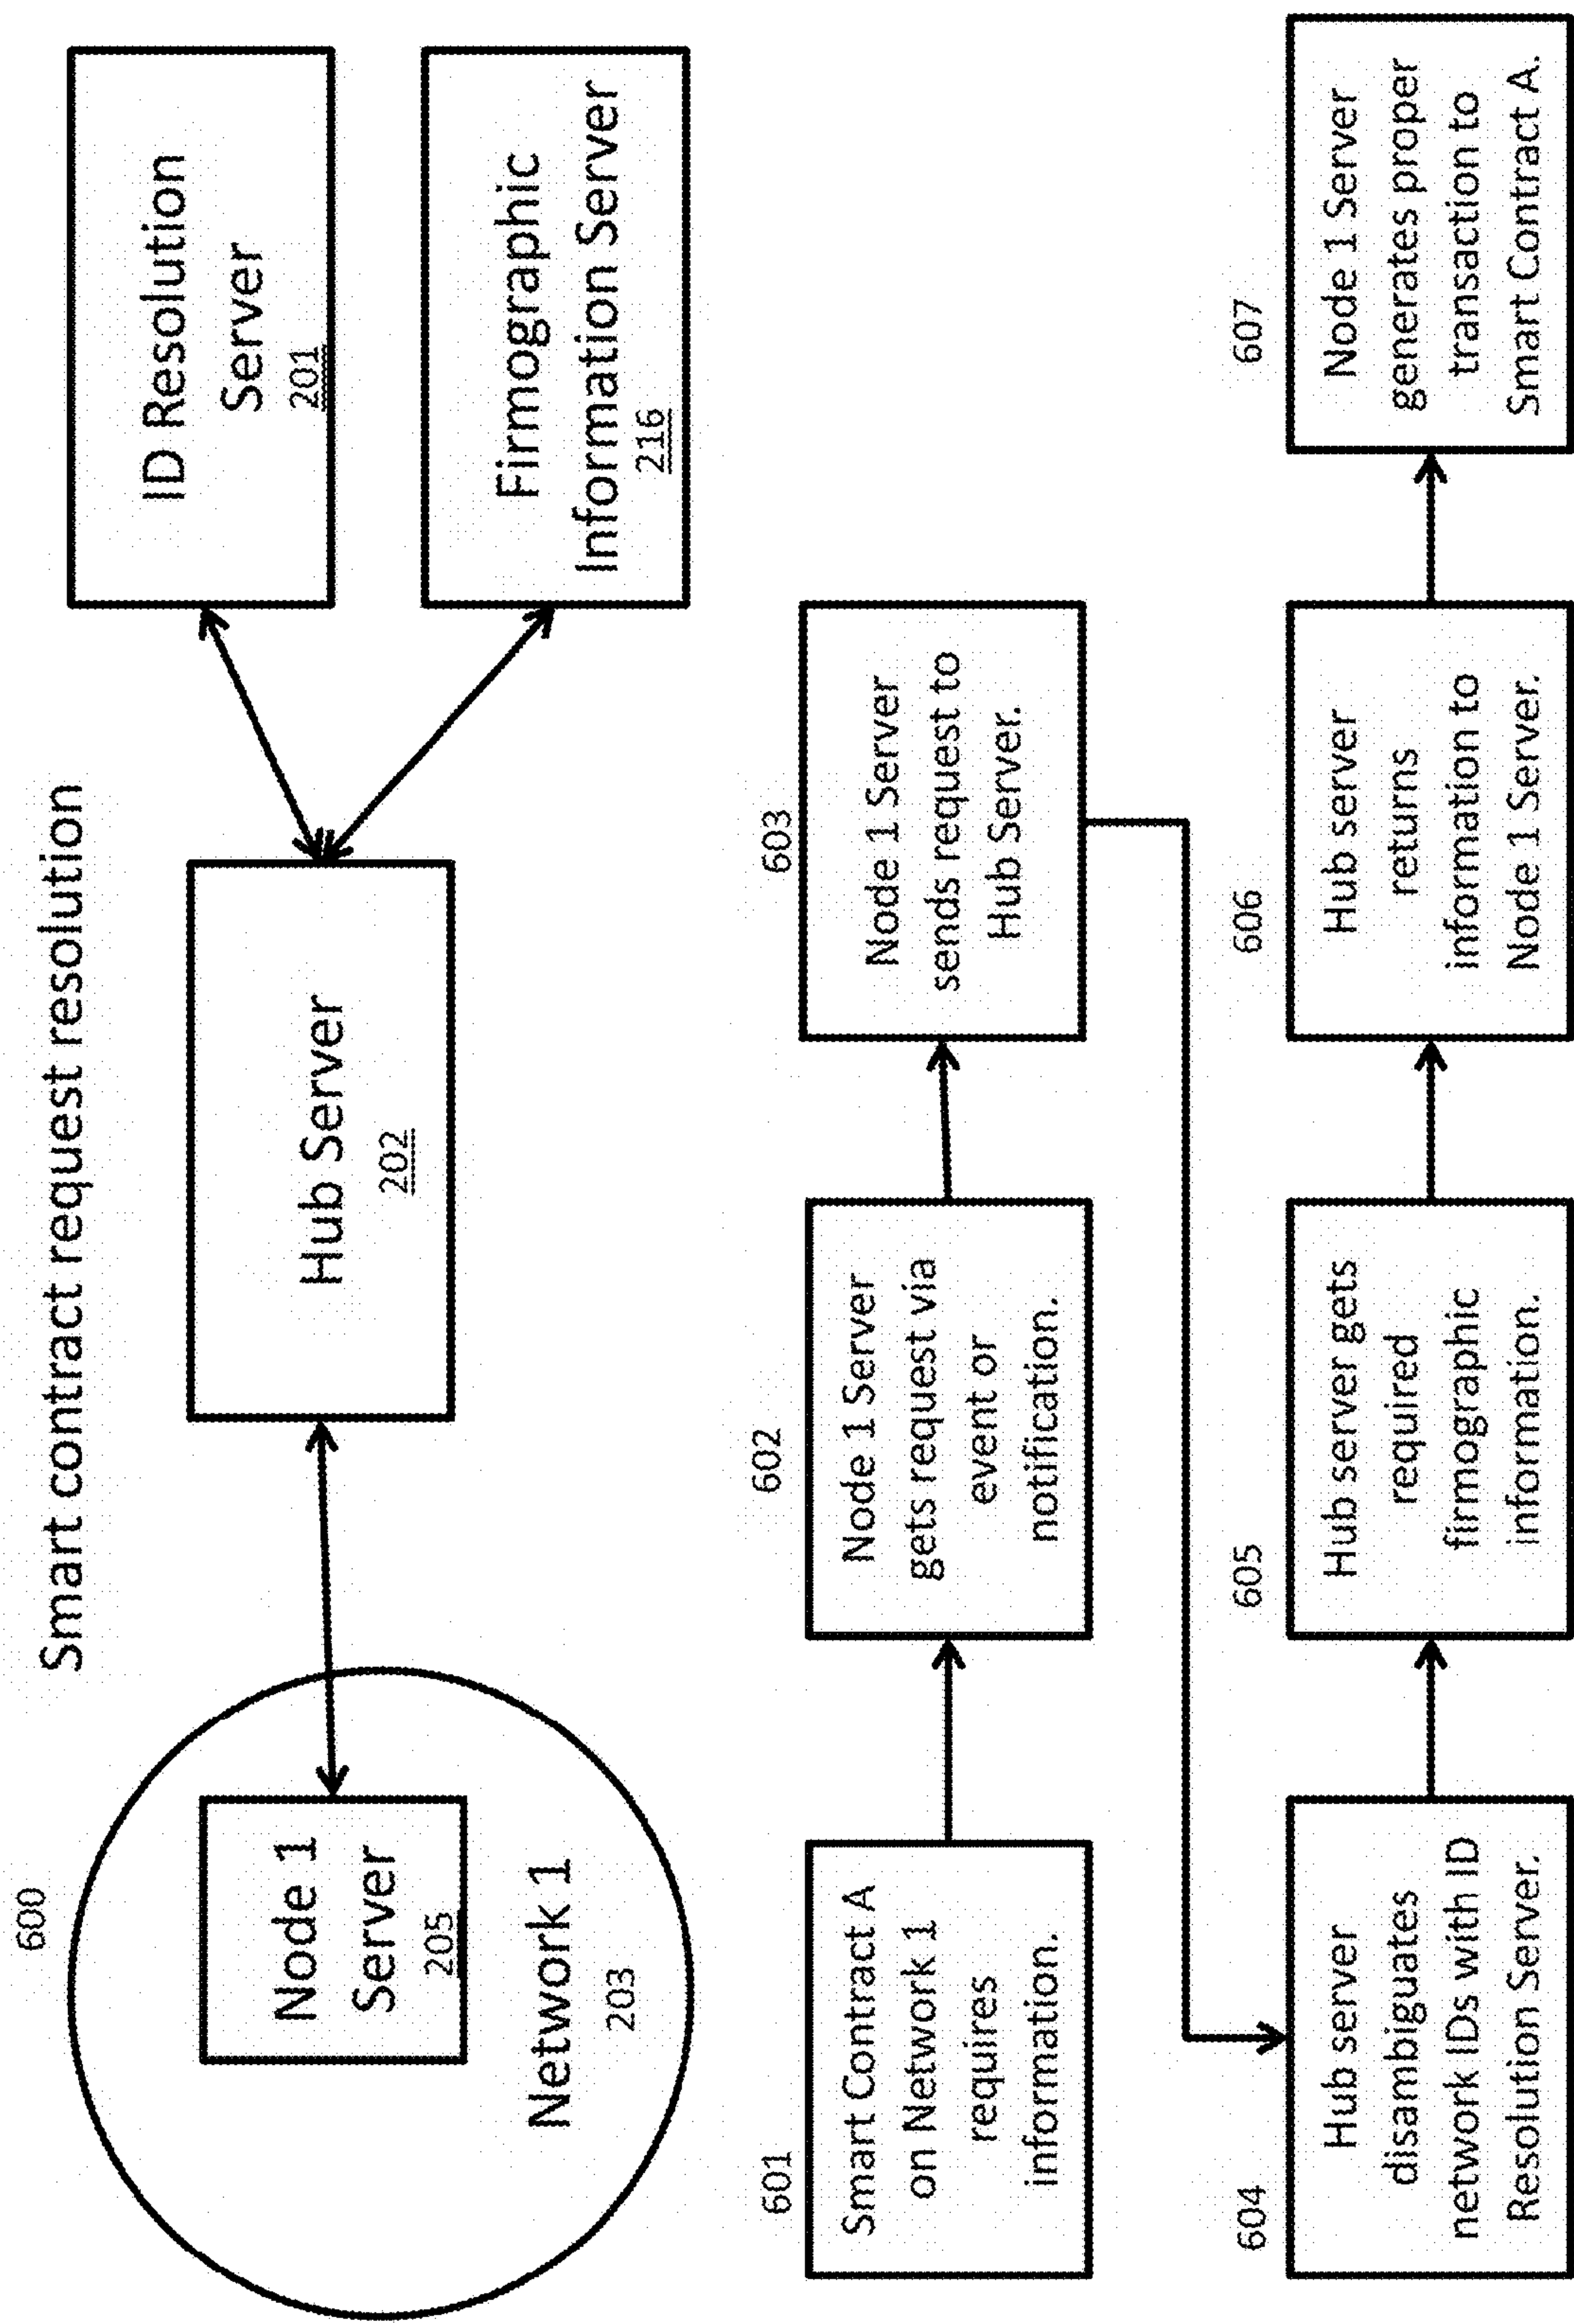 Smart contract request resolution
600
Node 1
Server
205
Network 1
203
Hub Server
202
ID Resolution
Server
201
Firmographic
Information Server
216
601
Smart Contract A
on Network 1
requires
information.
602
Node 1 Server
gets request via
event or
notification.
603
Node 1 Server
sends request to
Hub Server.
604
Hub server
disambiguates
network IDs with ID
Resolution Server.
605
Hub server gets
required
firmographic
information.
606
Hub server
returns
information to
Node 1 Server.
607
Node 1 Server
generates proper
transaction to
Smart Contract A.